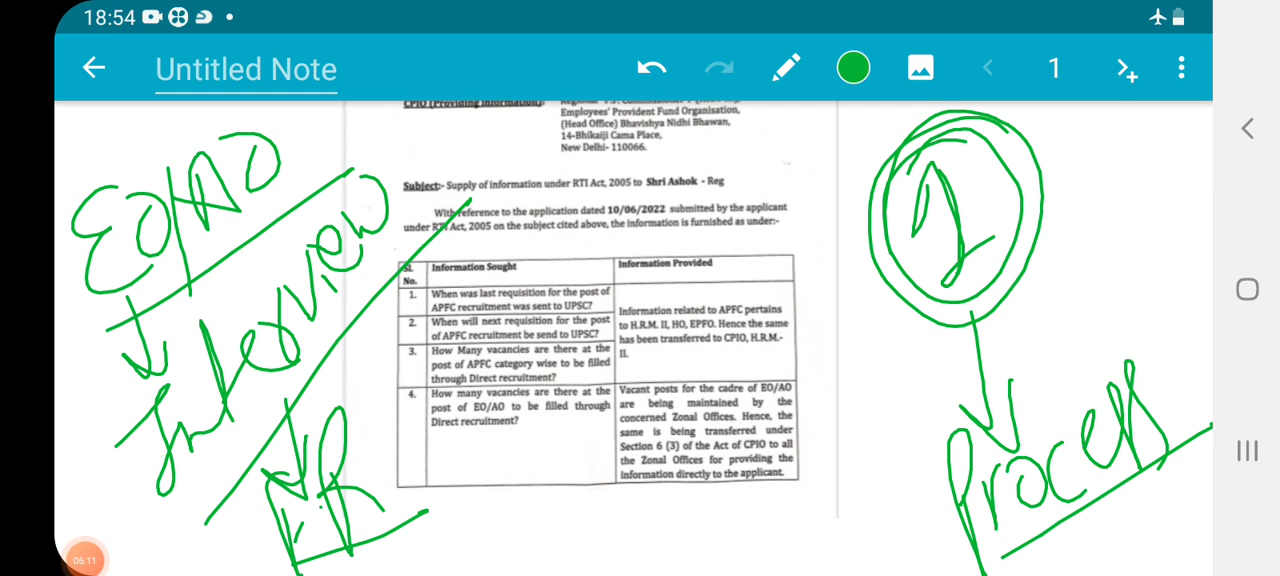 18:54
Untitled Note
1
CPIO (Providing information):
Employees' Provident Fund Organisation,
(Head Office) Bhavishya Nidhi Bhawan,
14-Bhikaiji Cama Place,
New Delhi- 110066.
Subject:- Supply of information under RTI Act, 2005 to Shri Ashok - Reg
With reference to the application dated 10/06/2022 submitted by the applicant
under RTI Act, 2005 on the subject cited above, the information is furnished as under:-
Sl. No.
Information Sought
Information Provided
1.
When was last requisition for the post of
APFC recruitment was sent to UPSC?
2.
When will next requisition for the post
of APFC recruitment be send to UPSC?
3.
How Many vacancies are there at the
post of APFC category wise to be filled
through Direct recruitment?
Information related to APFC pertains
to H.R.M. II, HO, EPFO. Hence the same
has been transferred to CPIO, H.R.M.-
II.
4.
How many vacancies are there at the
post of EO/AO to be filled through
Direct recruitment?
Vacant posts for the cadre of EO/AO
are being maintained by the
concerned Zonal Offices. Hence, the
same is being transferred under
Section 6 (3) of the Act of CPIO to all
the Zonal Offices for providing the
information directly to the applicant.
EO/AO
Interview
Process
06:11